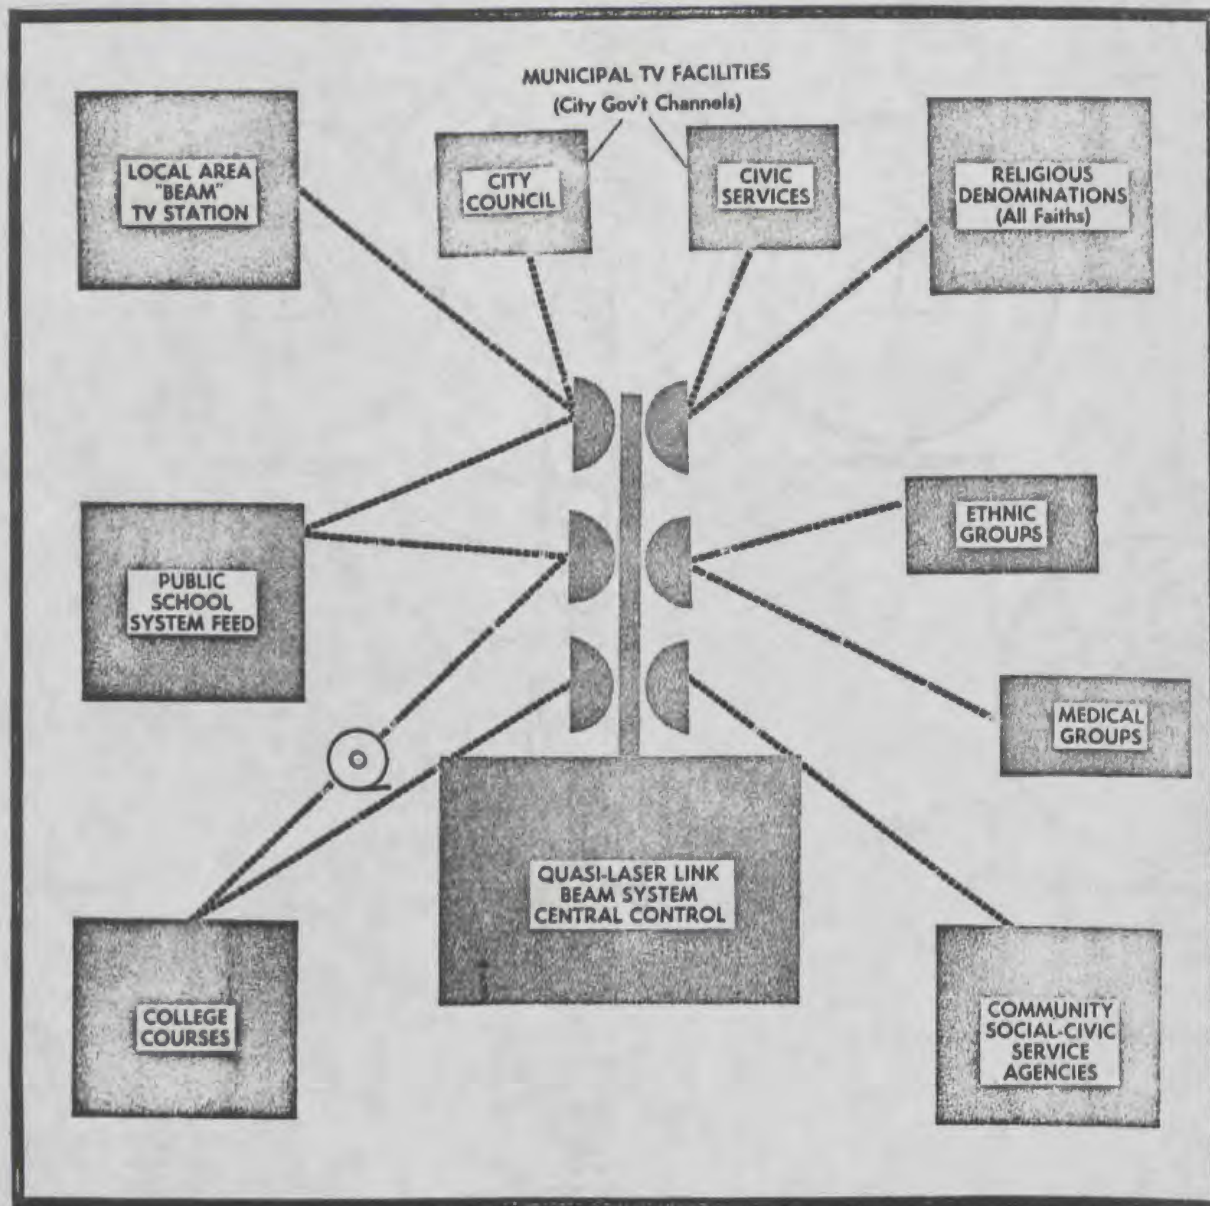 MUNICIPAL TV FACILITIES
(City Gov't Channels)
LOCAL AREA
"BEAM"
TV STATION
CITY
COUNCIL
CIVIC
SERVICES
RELIGIOUS
DENOMINATIONS
(All Faiths)
PUBLIC
SCHOOL
SYSTEM FEED
ETHNIC
GROUPS
MEDICAL
GROUPS
QUASI-LASER LINK
BEAM SYSTEM
CENTRAL CONTROL
COLLEGE
COURSES
COMMUNITY
SOCIAL-CIVIC
SERVICE
AGENCIES